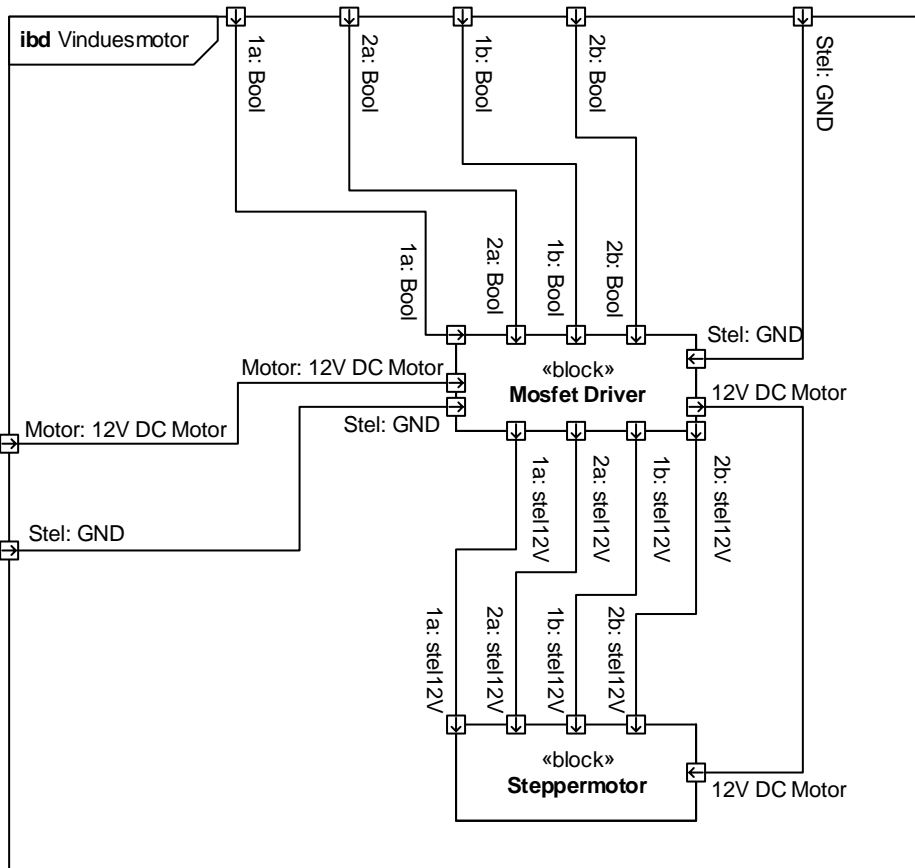 ibd Vinduesmotor
1a: Bool
2a: Bool
1b: Bool
2b: Bool
Stel: GND
1a: Bool
2a: Bool
1b: Bool
2b: Bool
Stel: GND
Motor: 12V DC Motor
«block»
Mosfet Driver
12V DC Motor
Stel: GND
Motor: 12V DC Motor
Stel: GND
1a: stel12V
2a: stel12V
1b: stel12V
2b: stel12V
1a: stel12V
2a: stel12V
1b: stel12V
2b: stel12V
«block»
Steppermotor
12V DC Motor